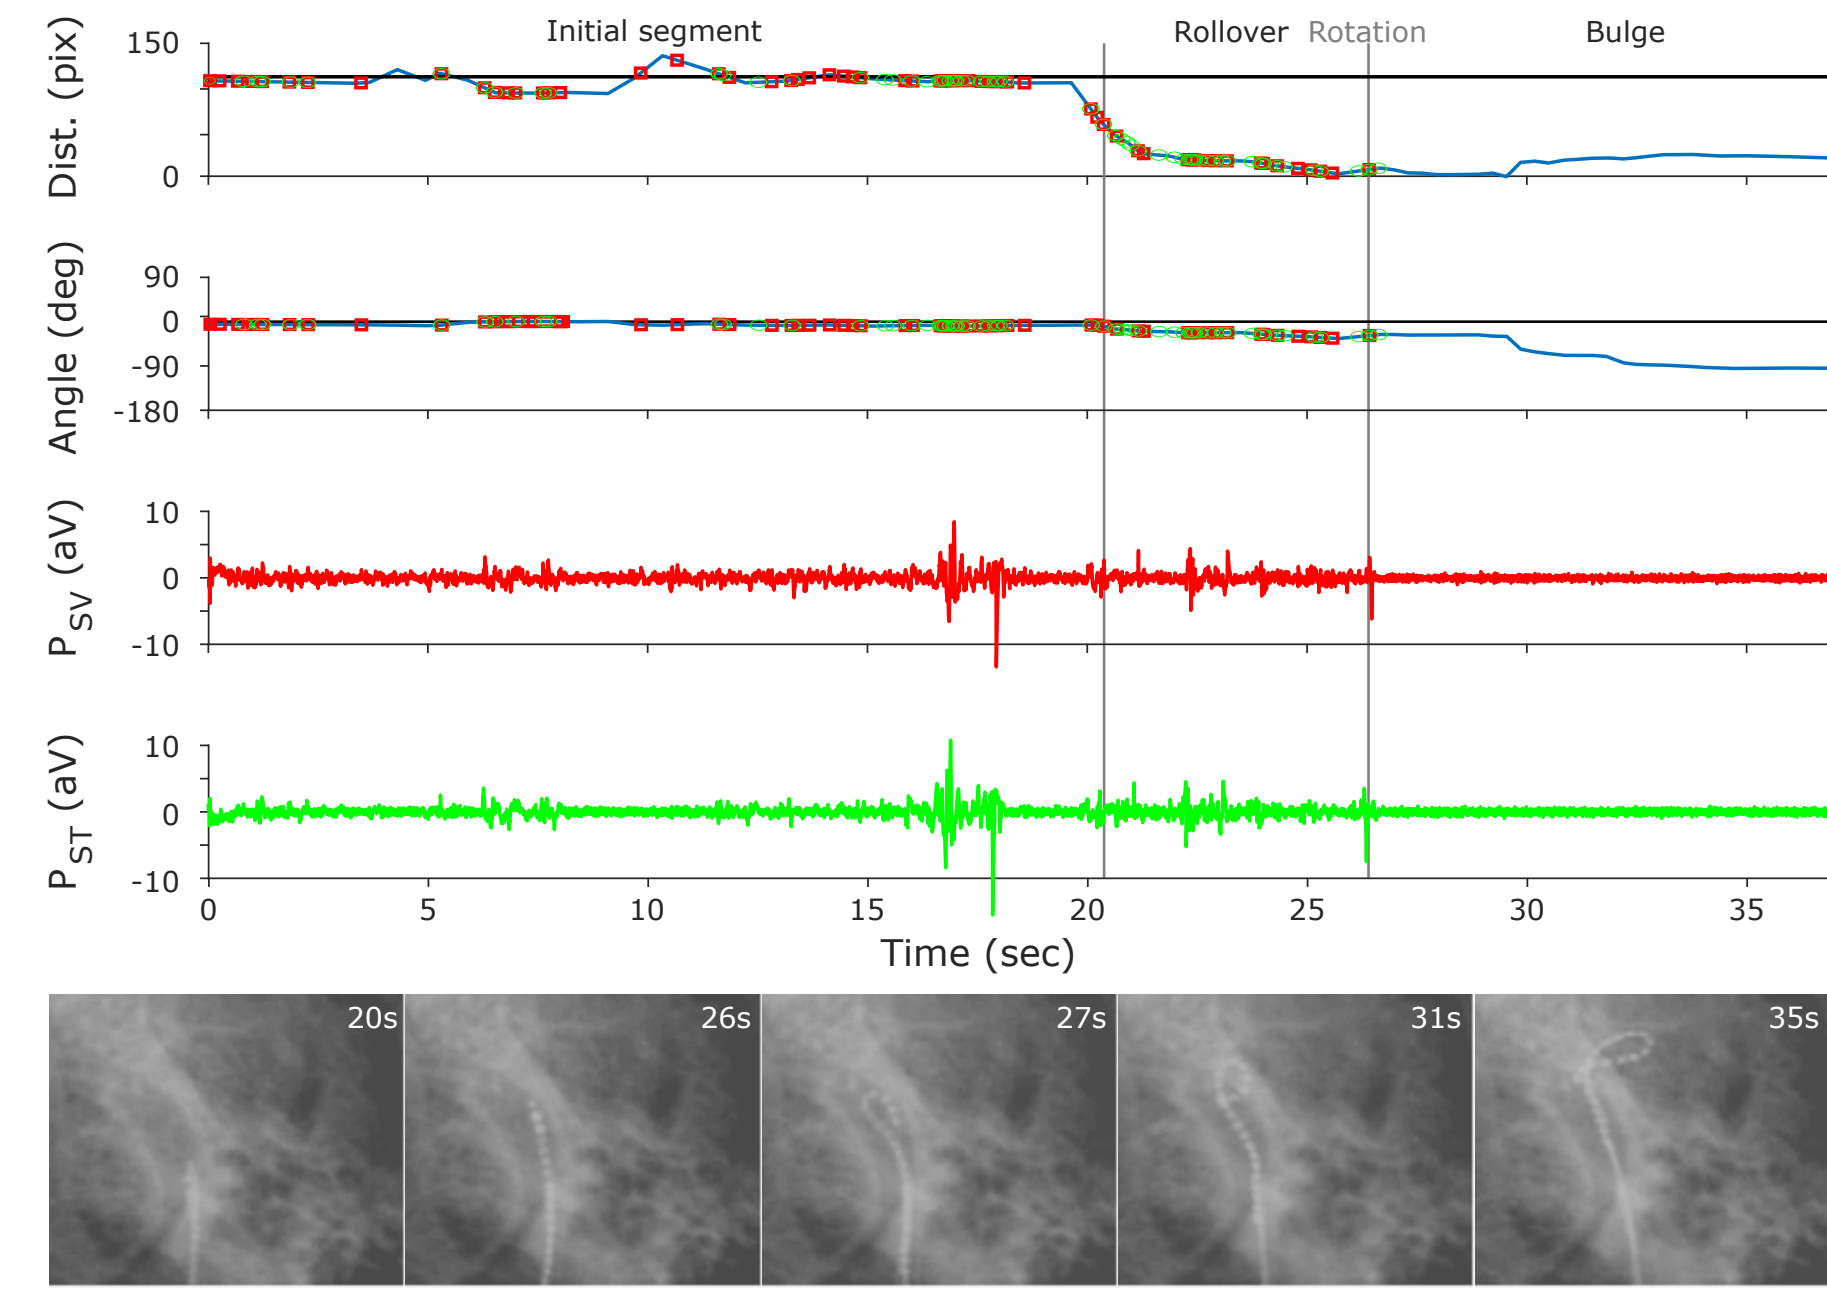 Initial segment
Rollover Rotation Bulge
Dist. (pix)
150
0
Angle (deg)
90
0
-90
-180
P_SV (aV)
10
0
-10
P_ST (aV)
10
0
-10
0 5 10 15 20 25 30 35
Time (sec)
20s 26s 27s 31s 35s